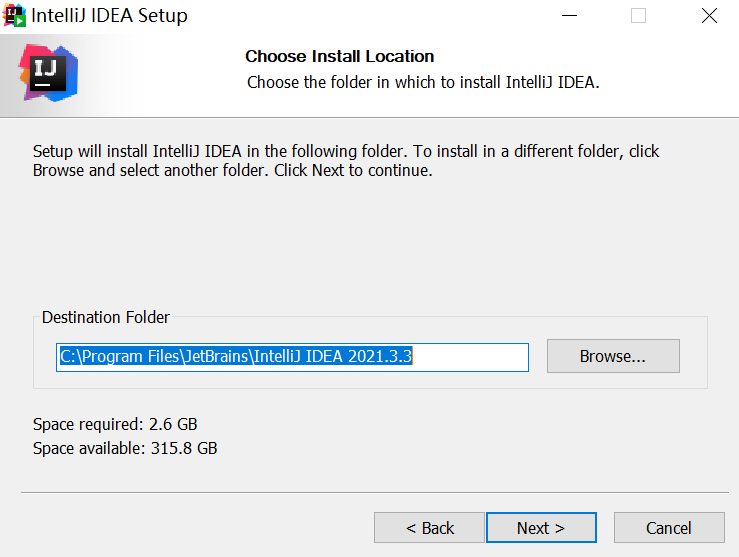 IntelliJ IDEA Setup
IJ
Choose Install Location
Choose the folder in which to install IntelliJ IDEA.
Setup will install IntelliJ IDEA in the following folder. To install in a different folder, click
Browse and select another folder. Click Next to continue.
Destination Folder
C:\Program Files\JetBrains\IntelliJ IDEA 2021.3.3
Browse...
Space required: 2.6 GB
Space available: 315.8 GB
< Back
Next >
Cancel